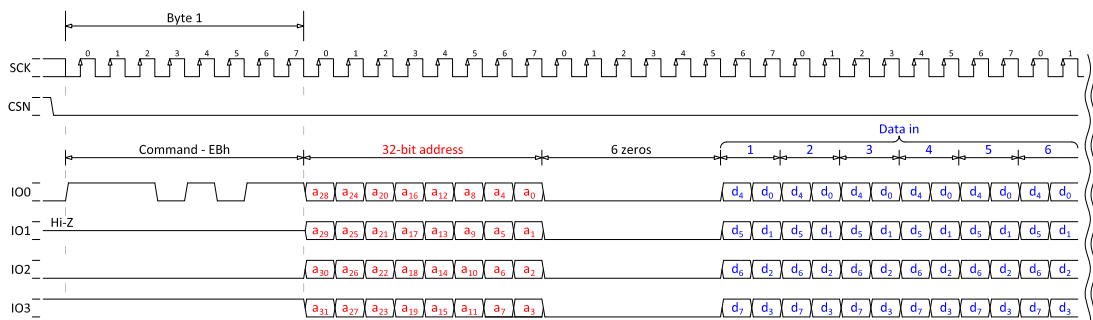 Byte 1
0 1 2 3 4 5 6 7 0 1 2 3 4 5 6 7 0 1 2 3 4 5 6 7 0 1 2 3 4 5 6 7 0 1
SCK
CSN
Data in
Command - EBh 32-bit address 6 zeros 1 2 3 4 5 6
IO0 a28 a24 a20 a16 a12 a8 a4 a0 d4 d0 d4 d0 d4 d0 d4 d0 d4 d0 d4 d0
Hi-Z
IO1 a29 a25 a21 a17 a13 a9 a5 a1 d5 d1 d5 d1 d5 d1 d5 d1 d5 d1 d5 d1
IO2 a30 a26 a22 a18 a14 a10 a6 a2 d6 d2 d6 d2 d6 d2 d6 d2 d6 d2 d6 d2
IO3 a31 a27 a23 a19 a15 a11 a7 a3 d7 d3 d7 d3 d7 d3 d7 d3 d7 d3 d7 d3